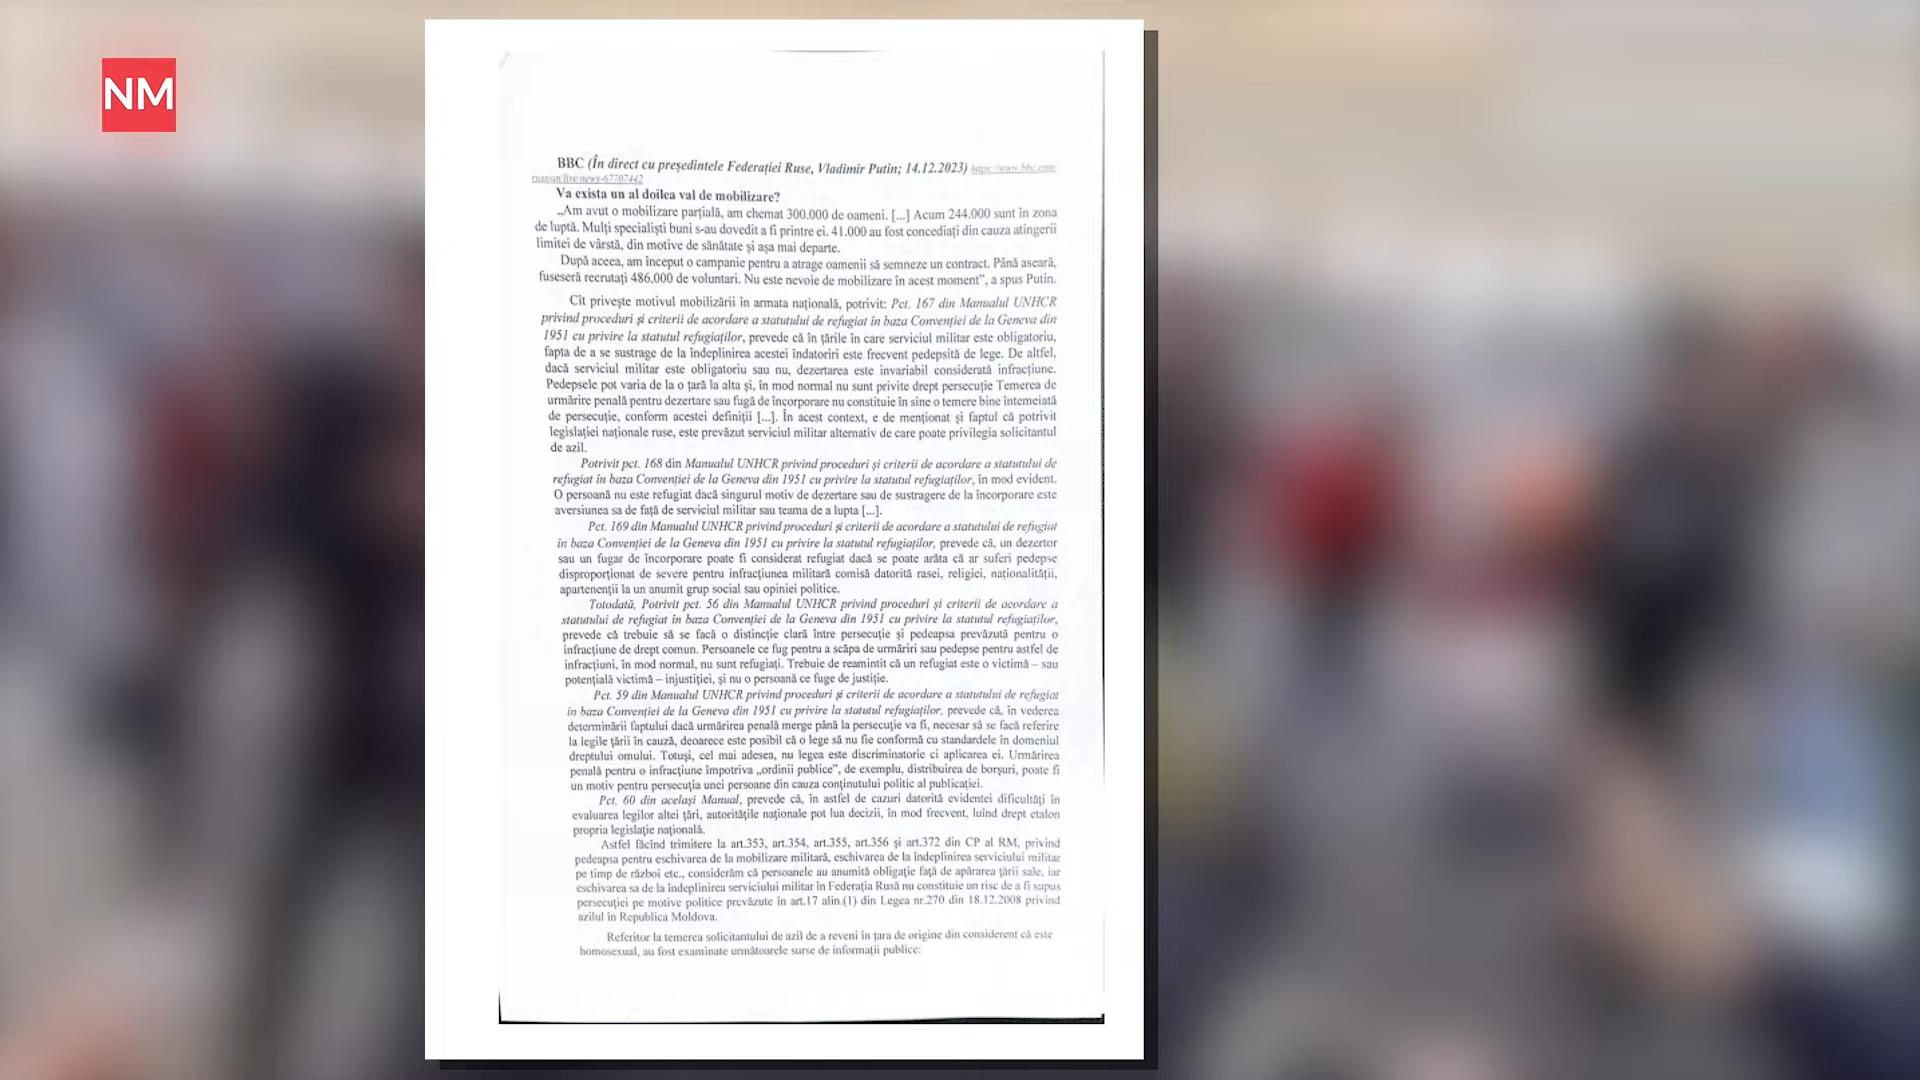 NM
BBC (În direct cu președintele Federației Ruse, Vladimir Putin; 14.12.2023) https://www.bbc.com/
russian/live/news-67707442
Va exista un al doilea val de mobilizare?
„Am avut o mobilizare parțială, am chemat 300.000 de oameni. [...] Acum 244.000 sunt în zona
de luptă. Mulți specialiști buni s-au dovedit a fi printre ei. 41.000 au fost concediați din cauza atingerii
limitei de vârstă, din motive de sănătate și așa mai departe.
După aceea, am început o campanie pentru a atrage oamenii să semneze un contract. Până aseară,
fuseseră recrutați 486.000 de voluntari. Nu este nevoie de mobilizare în acest moment”, a spus Putin.
Cît privește motivul mobilizării în armata națională, potrivit: Pct. 167 din Manualul UNHCR
privind proceduri și criterii de acordare a statutului de refugiat în baza Convenției de la Geneva din
1951 cu privire la statutul refugiaților, prevede că în țările în care serviciul militar este obligatoriu,
fapta de a se sustrage de la îndeplinirea acestei îndatoriri este frecvent pedepsită de lege. De altfel,
dacă serviciul militar este obligatoriu sau nu, dezertarea este invariabil considerată infracțiune.
Pedepsele pot varia de la o țară la alta și, în mod normal nu sunt privite drept persecuție Temerea de
urmărire penală pentru dezertare sau fugă de încorporare nu constituie în sine o temere bine întemeiată
de persecuție, conform acestei definiții [...]. În acest context, e de menționat și faptul că potrivit
legislației naționale ruse, este prevăzut serviciul militar alternativ de care poate privilegia solicitantul
de azil.
Potrivit pct. 168 din Manualul UNHCR privind proceduri și criterii de acordare a statutului de
refugiat în baza Convenției de la Geneva din 1951 cu privire la statutul refugiaților, în mod evident.
O persoană nu este refugiat dacă singurul motiv de dezertare sau de sustragere de la încorporare este
aversiunea sa de față de serviciul militar sau teama de a lupta [...].
Pct. 169 din Manualul UNHCR privind proceduri și criterii de acordare a statutului de refugiat
în baza Convenției de la Geneva din 1951 cu privire la statutul refugiaților, prevede că, un dezertor
sau un fugar de încorporare poate fi considerat refugiat dacă se poate arăta că ar suferi pedepse
disproporționat de severe pentru infracțiunea militară comisă datorită rasei, religiei, naționalității,
apartenenții la un anumit grup social sau opiniei politice.
Totodată, Potrivit pct. 56 din Manualul UNHCR privind proceduri și criterii de acordare a
statutului de refugiat în baza Convenției de la Geneva din 1951 cu privire la statutul refugiaților,
prevede că trebuie să se facă o distincție clară între persecuție și pedeapsa prevăzută pentru o
infracțiune de drept comun. Persoanele ce fug pentru a scăpa de urmăriri sau pedepse pentru astfel de
infracțiuni, în mod normal, nu sunt refugiați. Trebuie de reamintit că un refugiat este o victimă – sau
potențială victimă – injustiției, și nu o persoană ce fuge de justiție.
Pct. 59 din Manualul UNHCR privind proceduri și criterii de acordare a statutului de refugiat
în baza Convenției de la Geneva din 1951 cu privire la statutul refugiaților, prevede că, în vederea
determinării faptului dacă urmărirea penală merge până la persecuție va fi, necesar să se facă referire
la legile țării în cauză, deoarece este posibil că o lege să nu fie conformă cu standardele în domeniul
dreptului omului. Totuși, cel mai adesea, nu legea este discriminatorie ci aplicarea ei. Urmărirea
penală pentru o infracțiune împotriva „ordinii publice”, de exemplu, distribuirea de borșuri, poate fi
un motiv pentru persecuția unei persoane din cauza conținutului politic al publicației.
Pct. 60 din același Manual, prevede că, în astfel de cazuri datorită evidentei dificultăți în
evaluarea legilor altei țări, autoritățile naționale pot lua decizii, în mod frecvent, luînd drept etalon
propria legislație națională.
Astfel făcînd trimitere la art.353, art.354, art.355, art.356 și art.372 din CP al RM, privind
pedeapsa pentru eschivarea de la mobilizare militară, eschivarea de la îndeplinirea serviciului militar
pe timp de război etc., considerăm că persoanele au anumită obligație față de apărarea țării sale, iar
eschivarea sa de la îndeplinirea serviciului militar în Federația Rusă nu constituie un risc de a fi supus
persecuției pe motive politice prevăzute în art.17 alin.(1) din Legea nr.270 din 18.12.2008 privind
azilul în Republica Moldova.
Referitor la temerea solicitantului de azil de a reveni în țara de origine din considerent că este
homosexual, au fost examinate următoarele surse de informații publice: